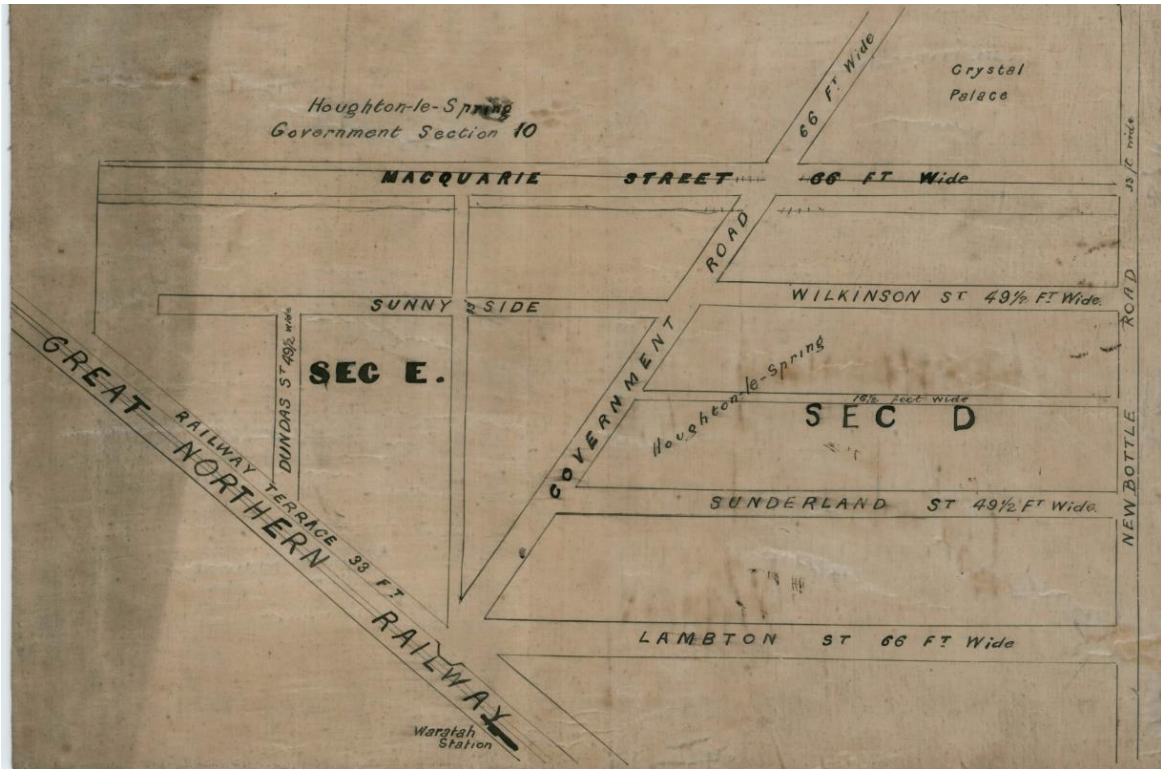 Crystal
Palace
66 FT Wide
Houghton-le-Spring
Government Section 10
33 ft wide
MACQUARIE STREET 66 FT Wide
ROAD
SUNNY SIDE
33
WILKINSON ST 49½ FT Wide.
ROAD
GOVERNMENT
DUNDAS ST 49½ wide
SEC E.
Houghton-le-Spring
16½ feet wide
SEC D
GREAT NORTHERN RAILWAY
RAILWAY TERRACE 33 FT
SUNDERLAND ST 49½ FT Wide.
NEWBOTTLE
LAMBTON ST 66 FT Wide
Waratah
Station